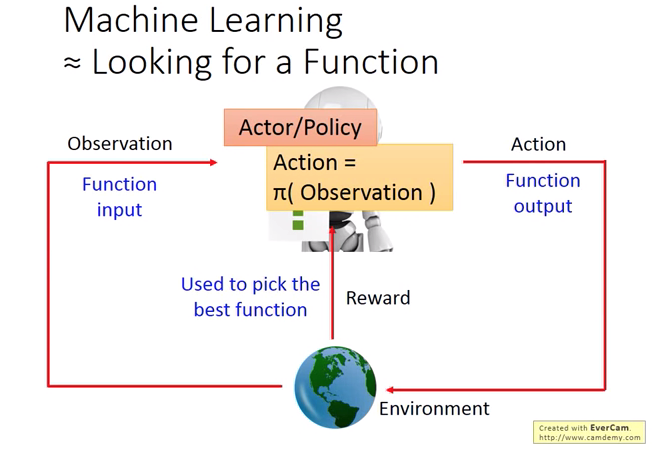 Machine Learning
≈ Looking for a Function
Actor/Policy
Observation
Action
Action =
π( Observation )
Function
input
Function
output
Used to pick the
best function
Reward
Environment
Created with EverCam.
http://www.camdemy.com